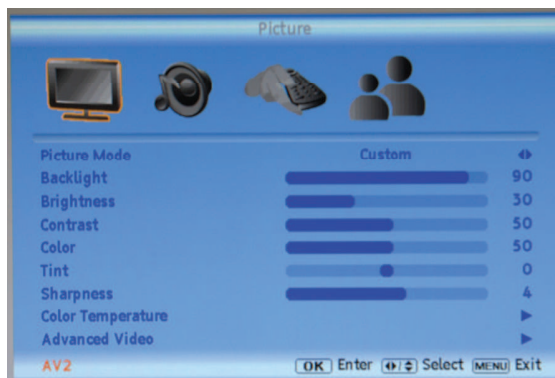 Picture
Picture Mode Custom
Backlight 90
Brightness 30
Contrast 50
Color 50
Tint 0
Sharpness 4
Color Temperature
Advanced Video
AV2 OK Enter Select MENU Exit